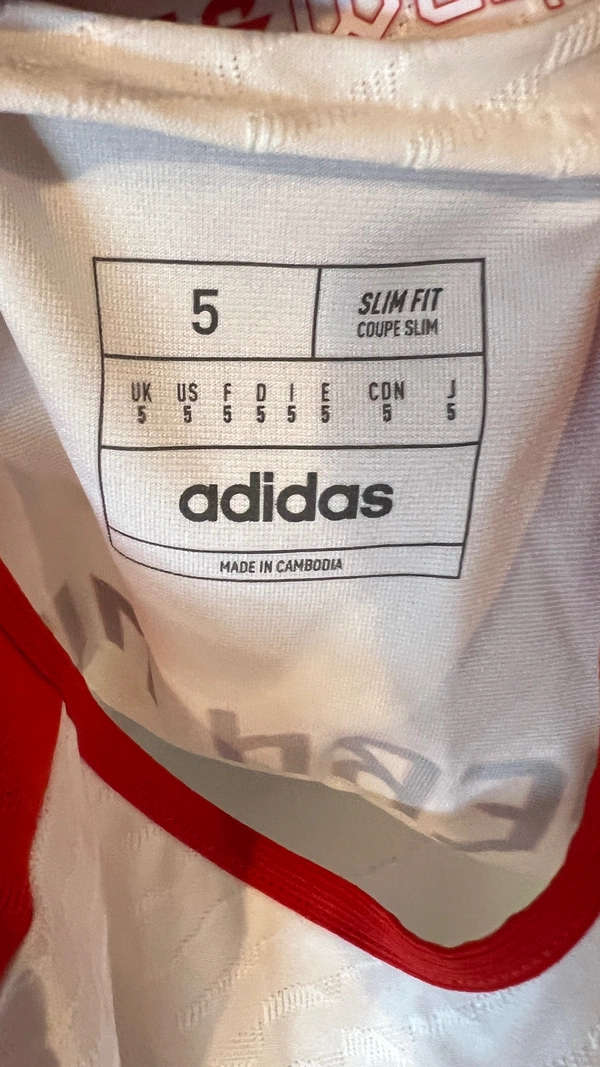 5
SLIM FIT
COUPE SLIM
UK US F D I E CDN J
5 5 5 5 5 5 5 5
adidas
MADE IN CAMBODIA